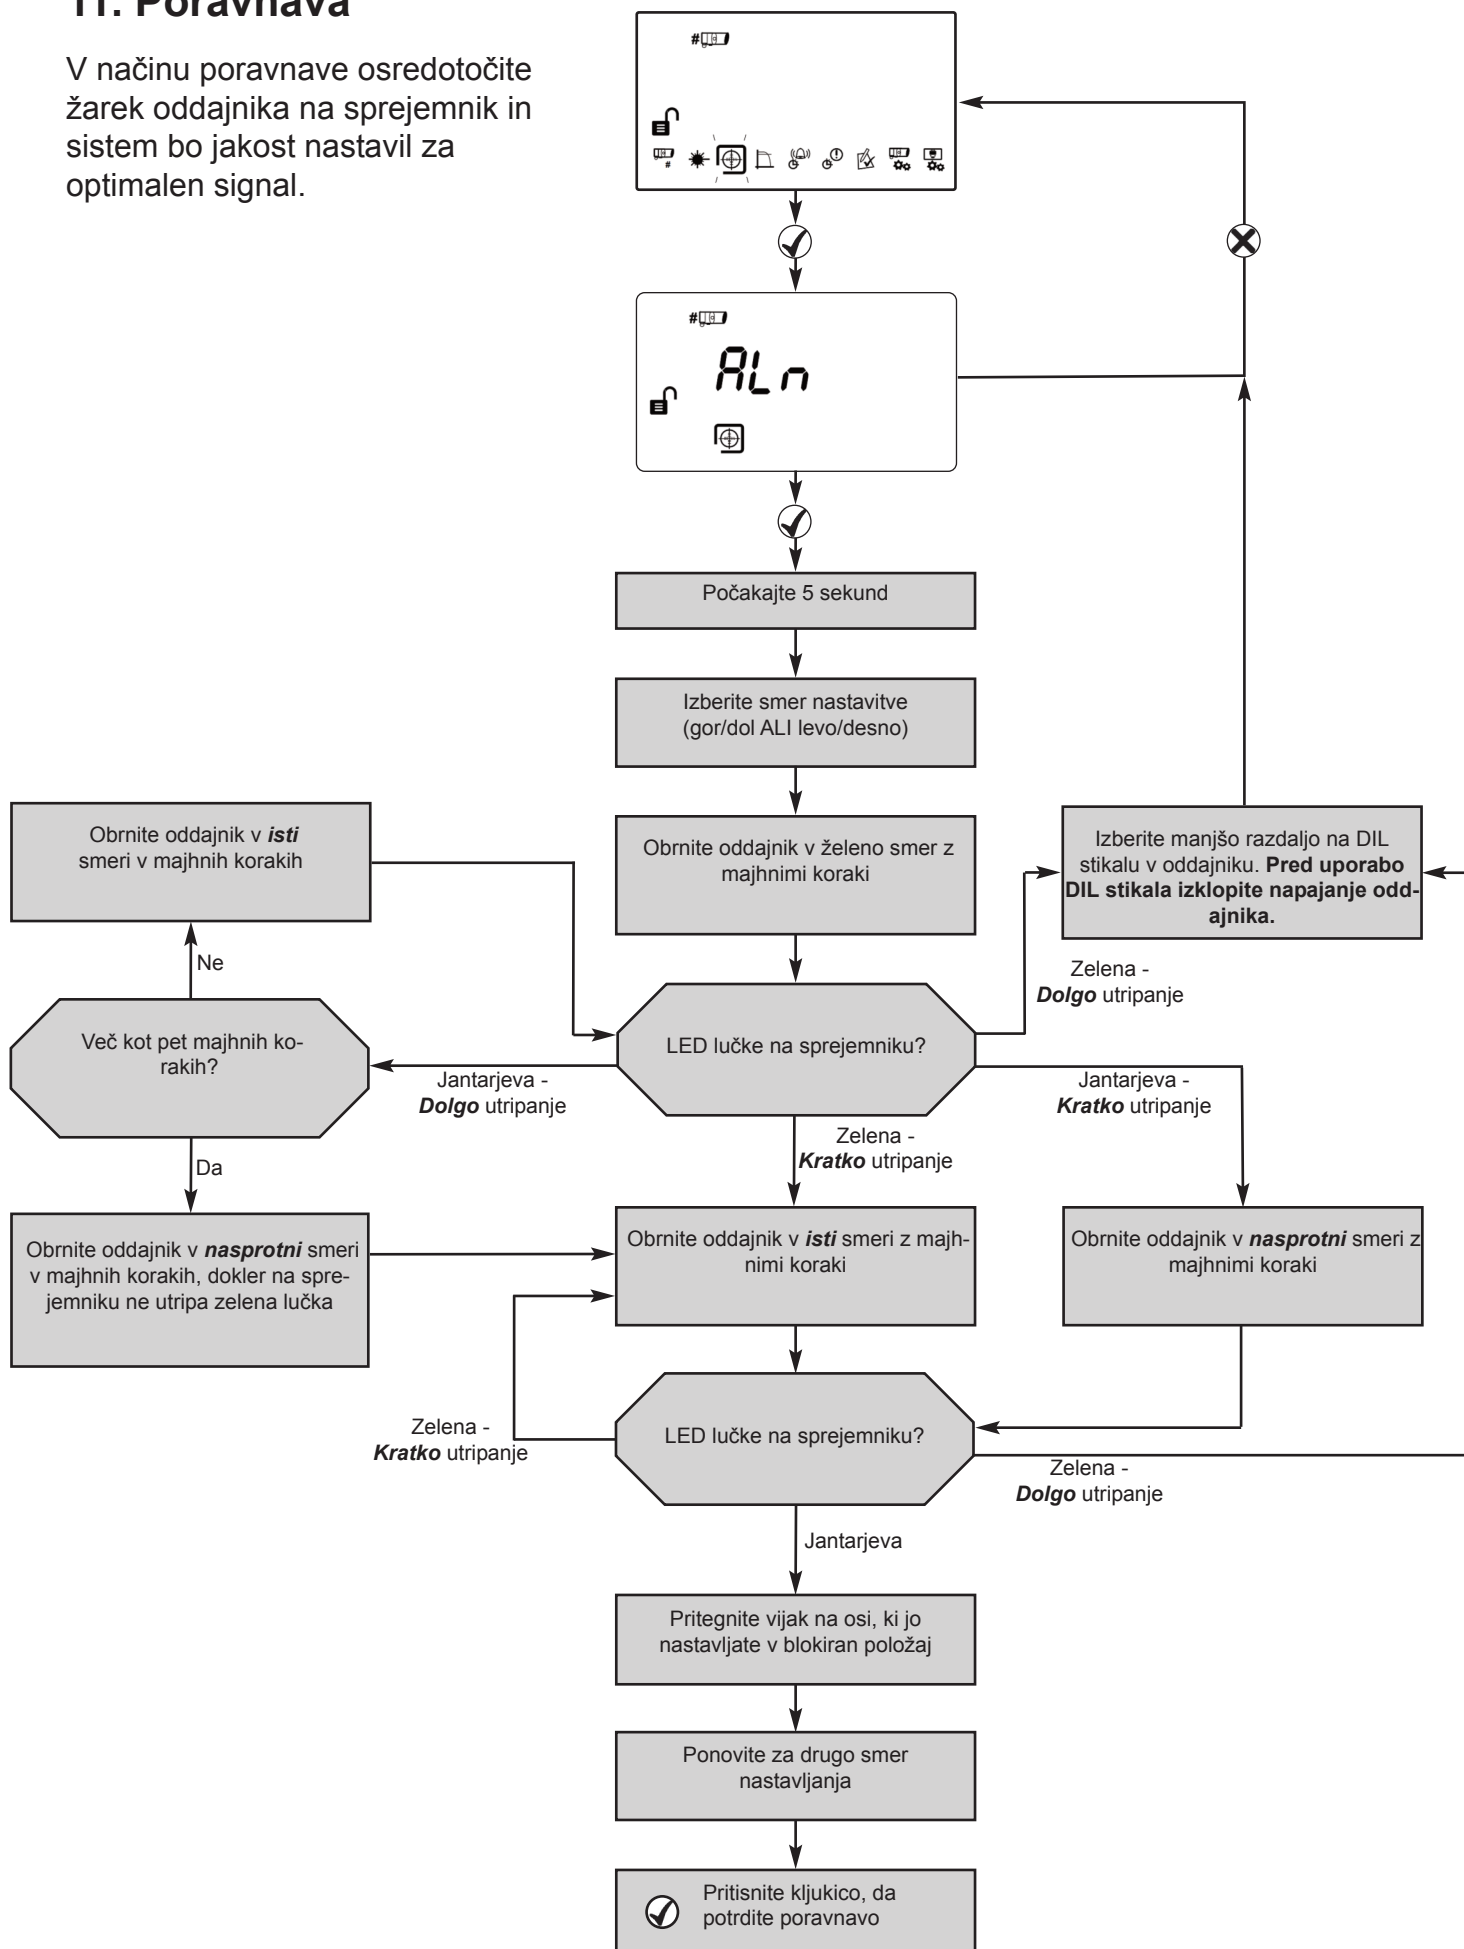 11. Poravnava
V načinu poravnave osredotočite
žarek oddajnika na sprejemnik in
sistem bo jakost nastavil za
optimalen signal.
#
#
#
ALn
Počakajte 5 sekund
Izberite smer nastavitve
(gor/dol ALI levo/desno)
Obrnite oddajnik v isti
smeri v majhnih korakih
Obrnite oddajnik v želeno smer z
majhnimi koraki
Izberite manjšo razdaljo na DIL
stikalu v oddajniku. Pred uporabo
DIL stikala izklopite napajanje odd-
ajnika.
Ne
Zelena -
Dolgo utripanje
Več kot pet majhnih ko-
rakih?
LED lučke na sprejemniku?
Jantarjeva -
Dolgo utripanje
Jantarjeva -
Kratko utripanje
Zelena -
Kratko utripanje
Da
Obrnite oddajnik v nasprotni smeri
v majhnih korakih, dokler na spre-
jemniku ne utripa zelena lučka
Obrnite oddajnik v isti smeri z majh-
nimi koraki
Obrnite oddajnik v nasprotni smeri z
majhnimi koraki
Zelena -
Kratko utripanje
LED lučke na sprejemniku?
Zelena -
Dolgo utripanje
Jantarjeva
Pritegnite vijak na osi, ki jo
nastavljate v blokiran položaj
Ponovite za drugo smer
nastavljanja
Pritisnite kljukico, da
potrdite poravnavo